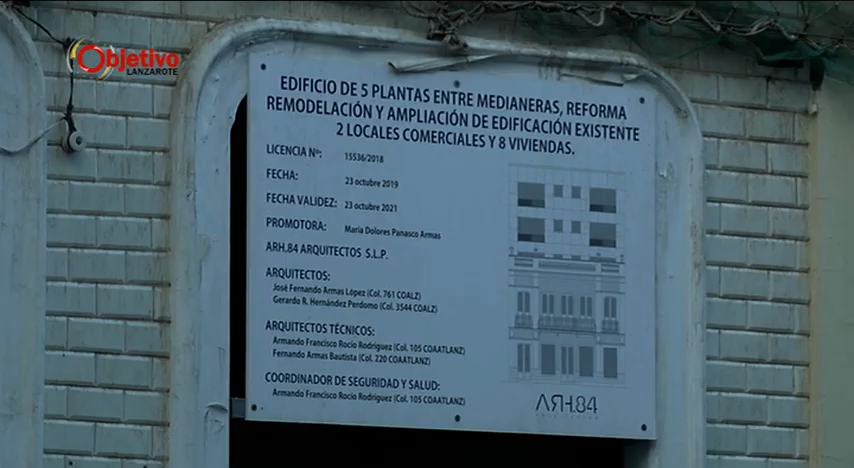 Objetivo
LANZAROTE
EDIFICIO DE 5 PLANTAS ENTRE MEDIANERAS, REFORMA
REMODELACIÓN Y AMPLIACIÓN DE EDIFICACIÓN EXISTENTE
2 LOCALES COMERCIALES Y 8 VIVIENDAS.
LICENCIA Nº: 15536/2018
FECHA: 23 octubre 2019
FECHA VALIDEZ: 23 octubre 2021
PROMOTORA: María Dolores Panasco Armas
ARH.84 ARQUITECTOS S.L.P.
ARQUITECTOS:
José Fernando Armas López (Col. 761 COALZ)
Gerardo R. Hernández Perdomo (Col. 3544 COALZ)
ARQUITECTOS TÉCNICOS:
Armando Francisco Rocío Rodríguez (Col. 105 COAATLANZ)
Fernando Armas Bautista (Col. 220 COAATLANZ)
COORDINADOR DE SEGURIDAD Y SALUD:
Armando Francisco Rocío Rodríguez (Col. 105 COAATLANZ)
ARH.84